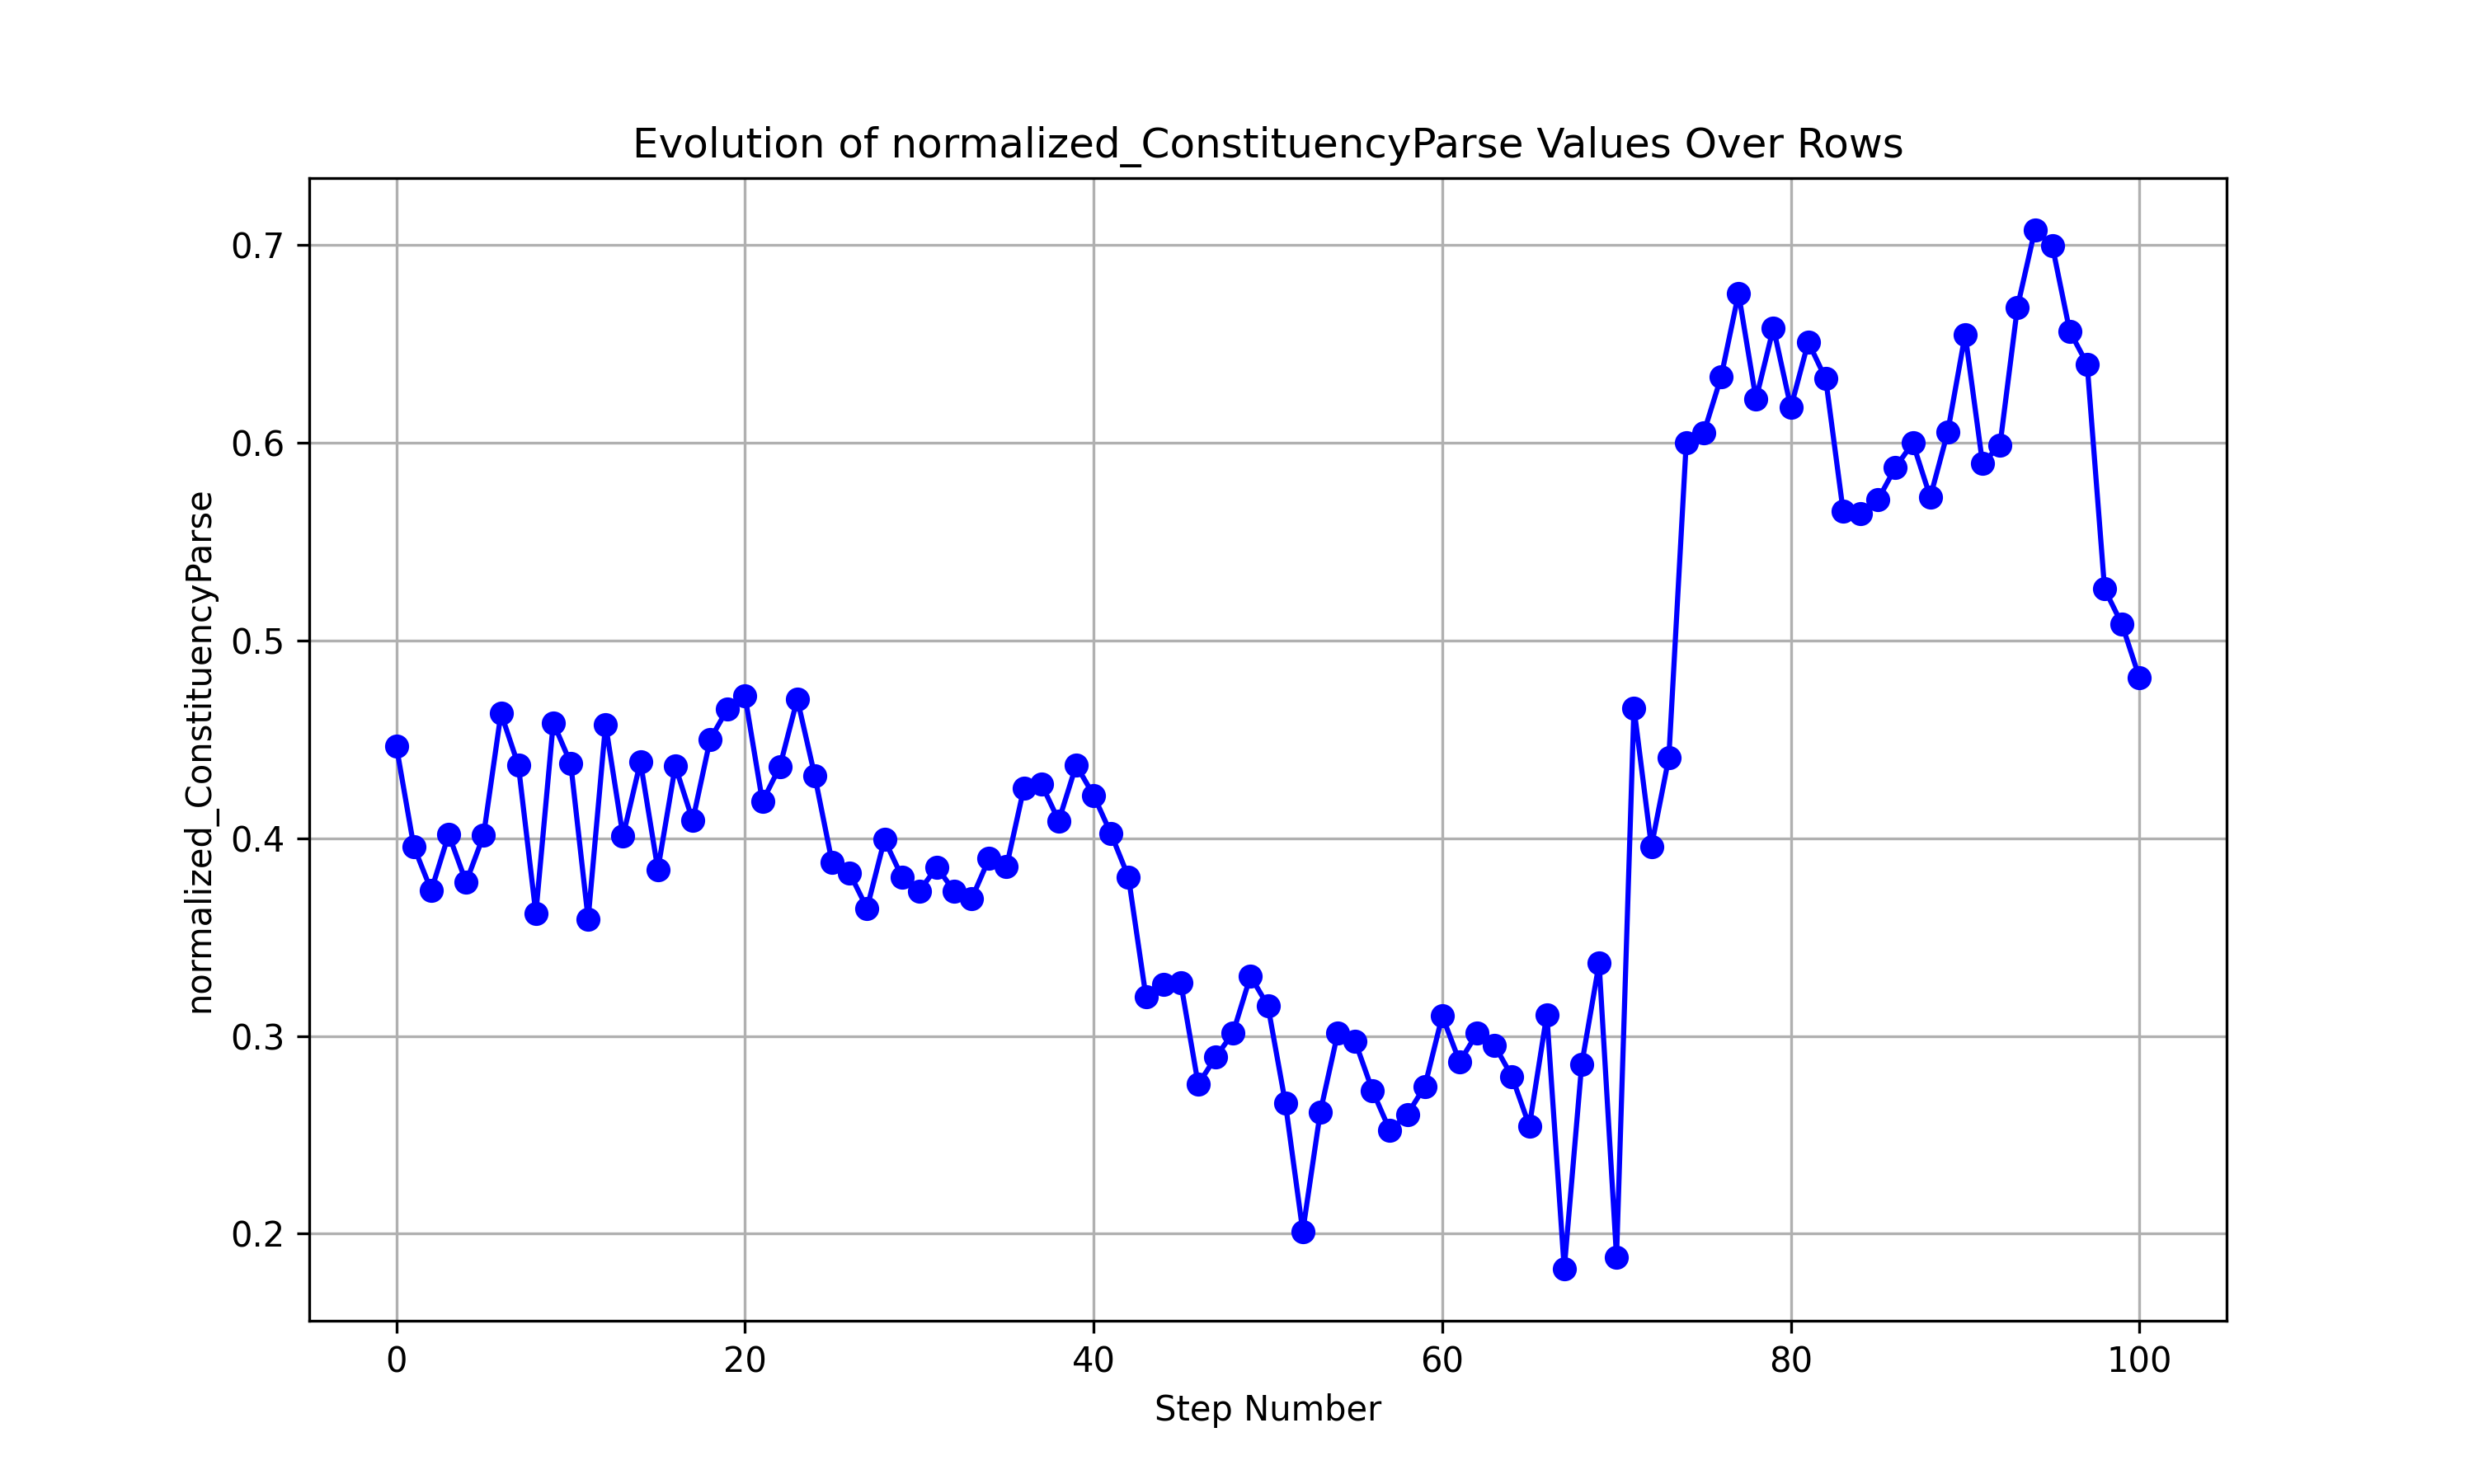 Evolution of normalized_ConstituencyParse Values Over Rows
normalized_ConstituencyParse
0.7
0.6
0.5
0.4
0.3
0.2
0 20 40 60 80 100
Step Number